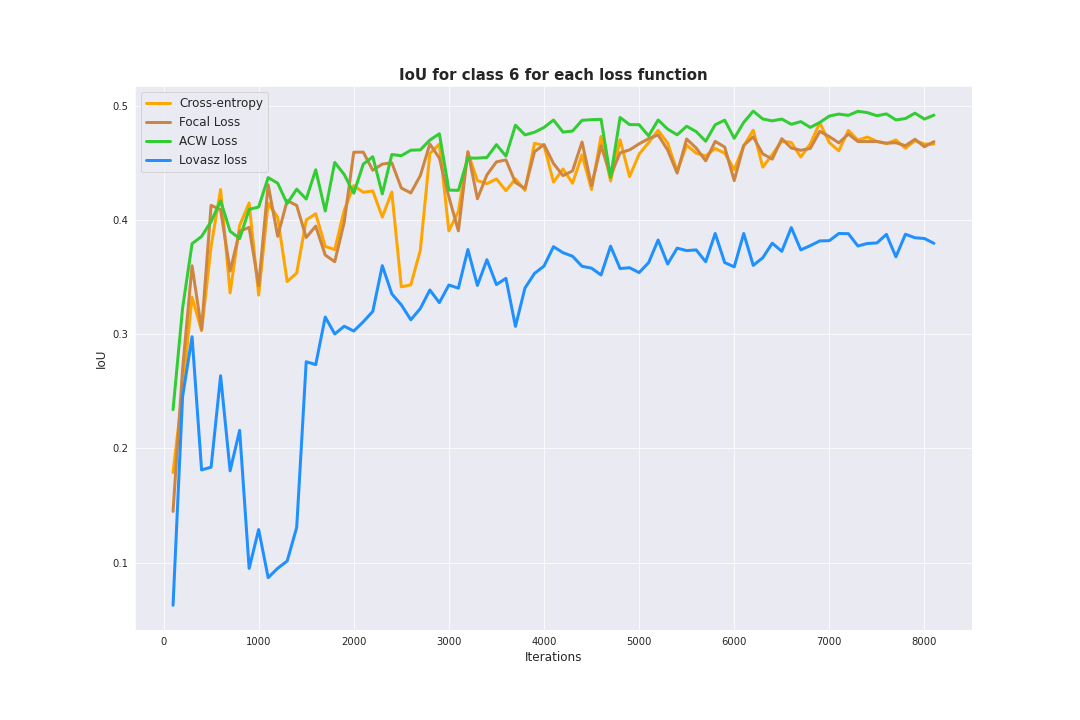 IoU for class 6 for each loss function
Cross-entropy
Focal Loss
ACW Loss
Lovasz loss
0.5
0.4
0.3
0.2
0.1
IoU
0 1000 2000 3000 4000 5000 6000 7000 8000
Iterations